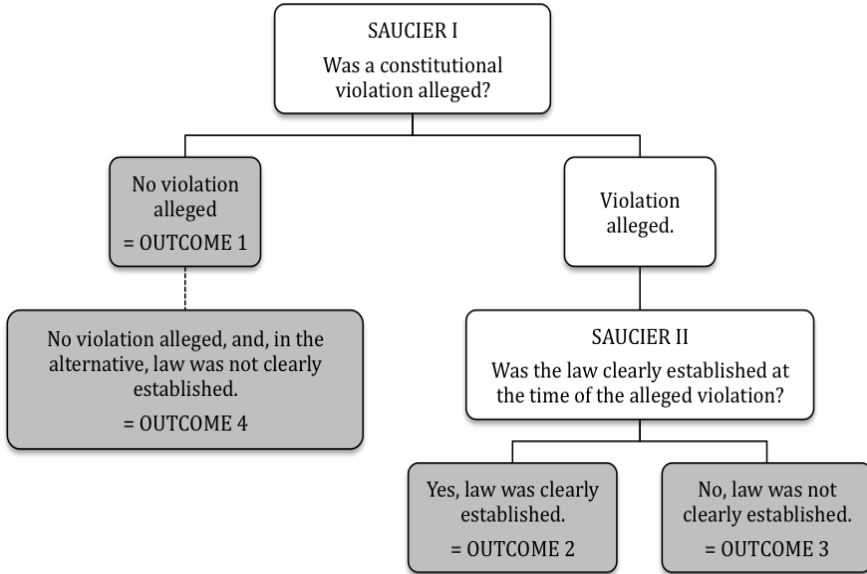 SAUCIER I
Was a constitutional
violation alleged?
No violation
alleged
= OUTCOME 1
Violation
alleged.
No violation alleged, and, in the
alternative, law was not clearly
established.
= OUTCOME 4
SAUCIER II
Was the law clearly established at
the time of the alleged violation?
Yes, law was clearly
established.
= OUTCOME 2
No, law was not
clearly established.
= OUTCOME 3